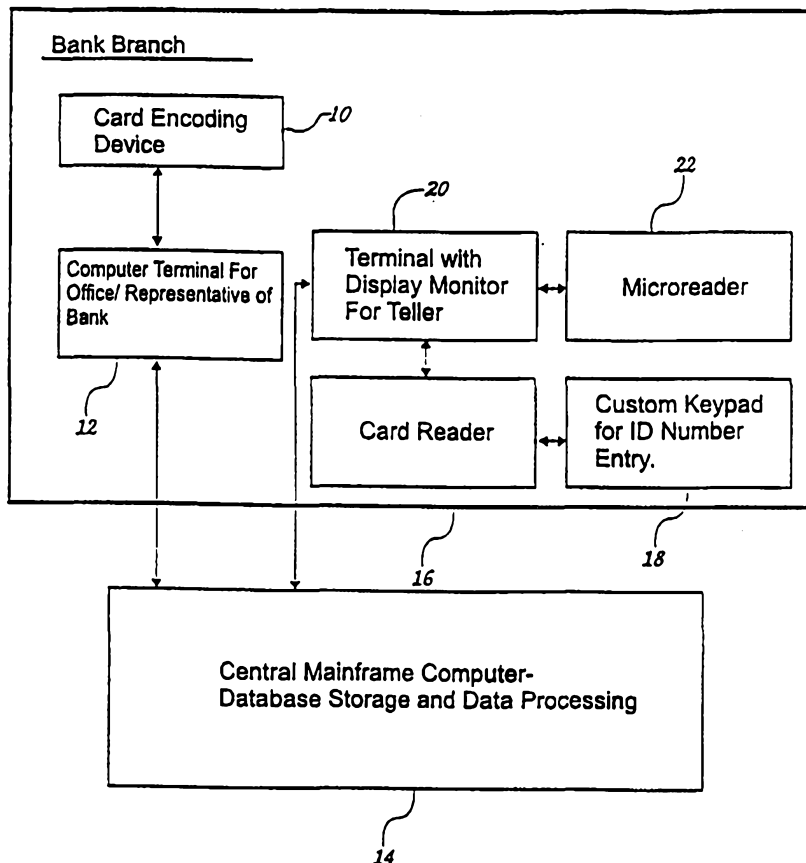 Bank Branch
Card Encoding
Device
10
Computer Terminal For
Office/ Representative of
Bank
12
20
Terminal with
Display Monitor
For Teller
22
Microreader
Card Reader
16
Custom Keypad
for ID Number
Entry.
18
Central Mainframe Computer-
Database Storage and Data Processing
14